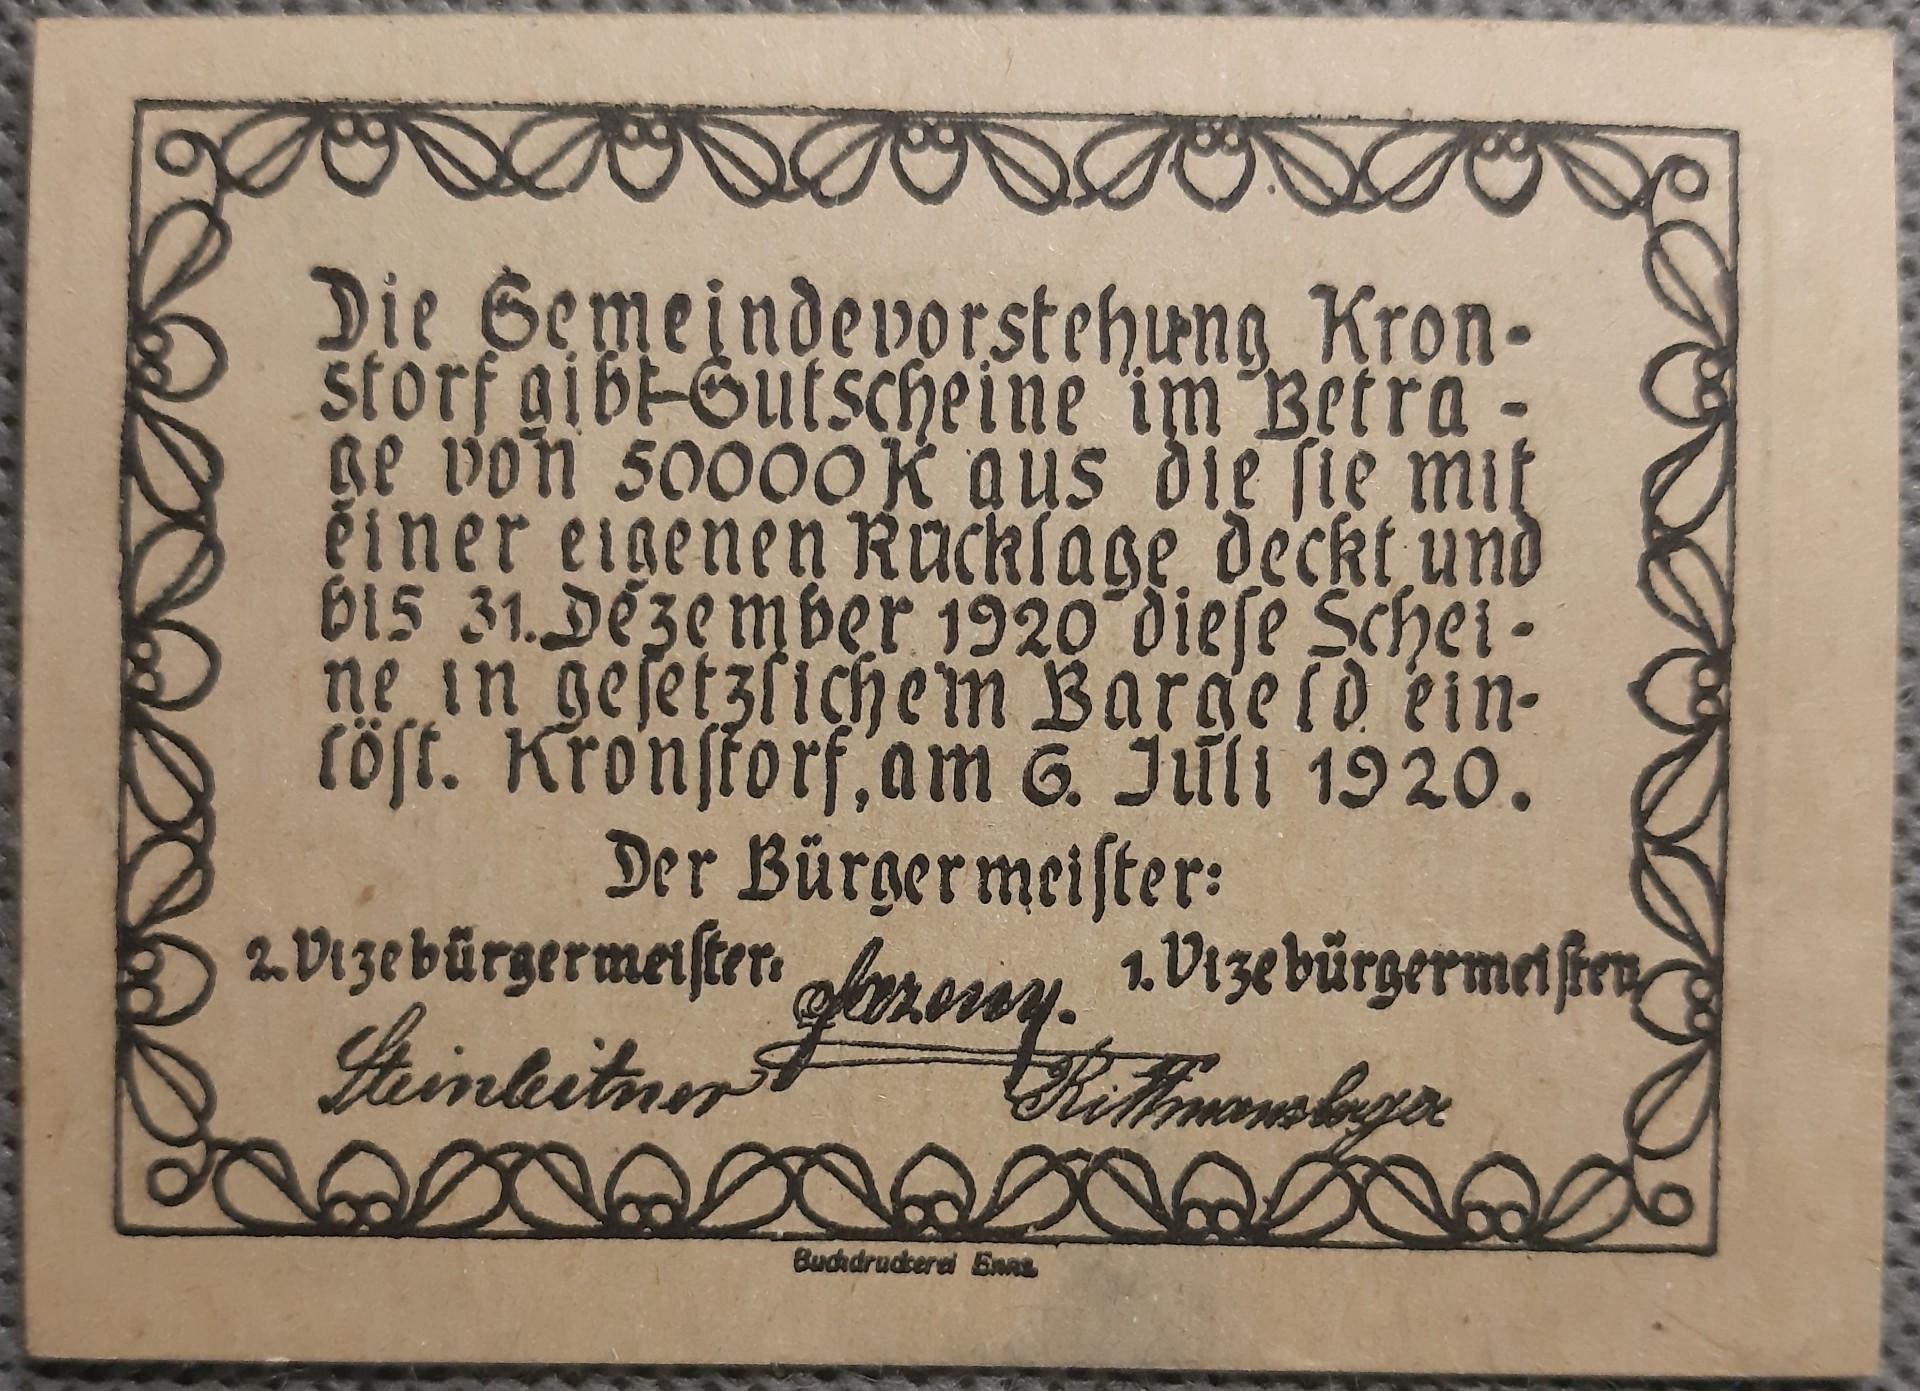 Die Gemeindevorstehung Kron-
storf gibt Gutscheine im Betra-
ge von 50000K aus die sie mit
einer eigenen Rücklage deckt und
bis 31. Dezember 1920 dieſe Schei-
ne in geſetzlichem Bargeld ein-
löſt. Kronſtorf, am 6. Juli 1920.
Der Bürgermeiſter:
2. Vizebürgermeiſter:
1. Vizebürgermeiſter:
Steinleitner
Buchdruckerei Enns